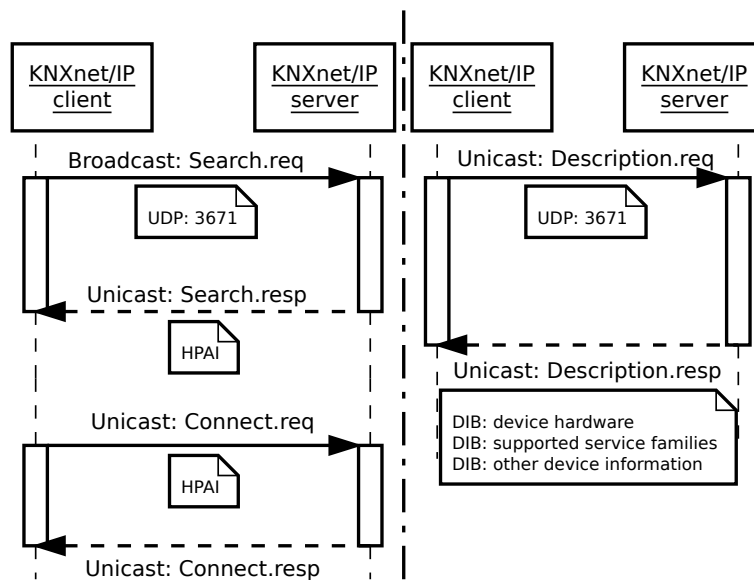 KNXnet/IP
client
KNXnet/IP
server
Broadcast: Search.req
UDP: 3671
Unicast: Search.resp
HPAI
Unicast: Connect.req
HPAI
Unicast: Connect.resp
KNXnet/IP
client
KNXnet/IP
server
Unicast: Description.req
UDP: 3671
Unicast: Description.resp
DIB: device hardware
DIB: supported service families
DIB: other device information